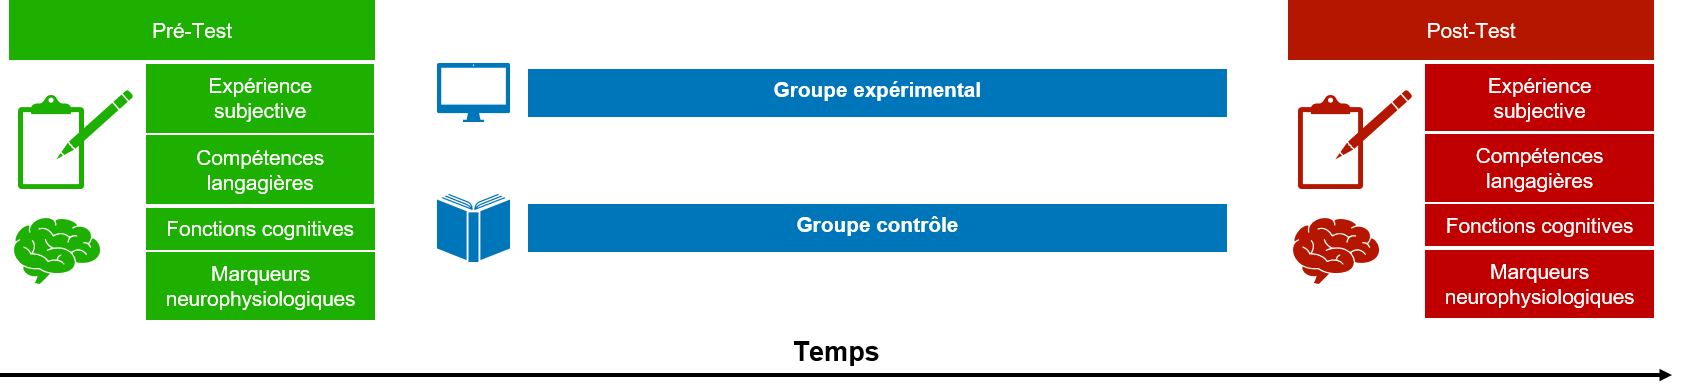 Pré-Test
Expérience
subjective
Compétences
langagières
Fonctions cognitives
Marqueurs
neurophysiologiques
Groupe expérimental
Groupe contrôle
Post-Test
Expérience
subjective
Compétences
langagières
Fonctions cognitives
Marqueurs
neurophysiologiques
Temps